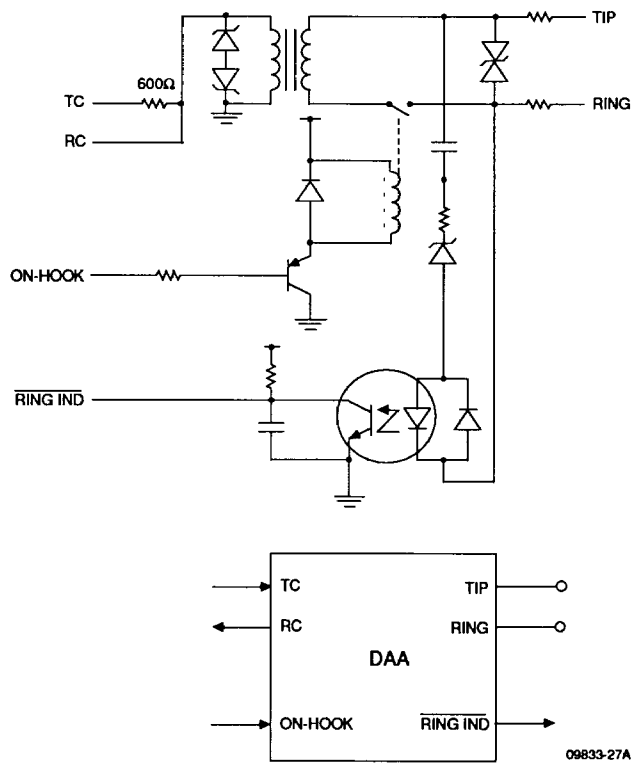 TIP
600Ω
TC
RING
RC
ON-HOOK
RING IND
TC
TIP
RC
RING
DAA
ON-HOOK
RING IND
09833-27A